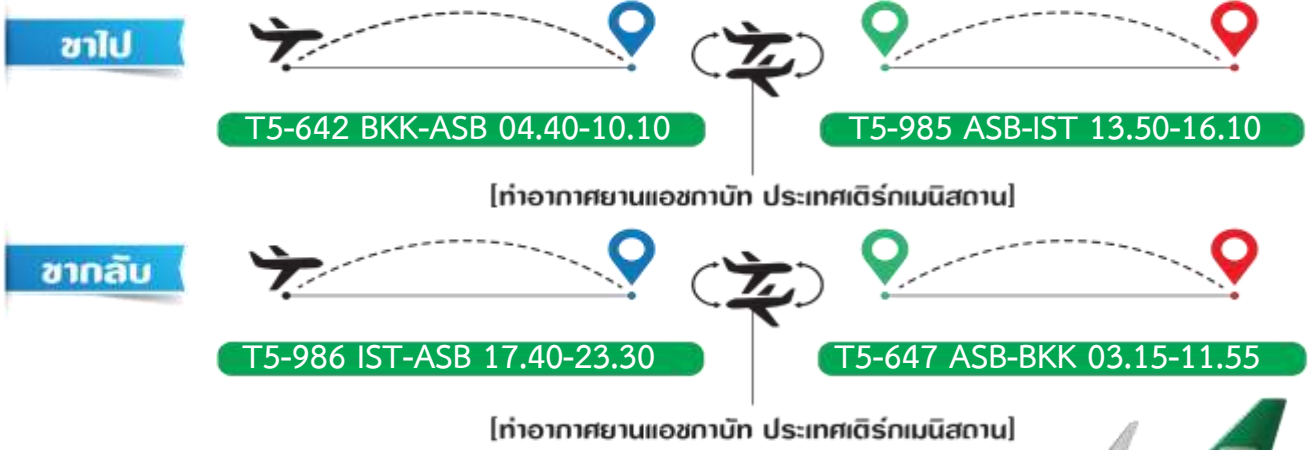 ขาไป
T5-642 BKK-ASB 04.40-10.10
T5-985 ASB-IST 13.50-16.10
[ท่าอากาศยานแอชกาบัท ประเทศเติร์กเมนิสถาน]
ขากลับ
T5-986 IST-ASB 17.40-23.30
T5-647 ASB-BKK 03.15-11.55
[ท่าอากาศยานแอชกาบัท ประเทศเติร์กเมนิสถาน]